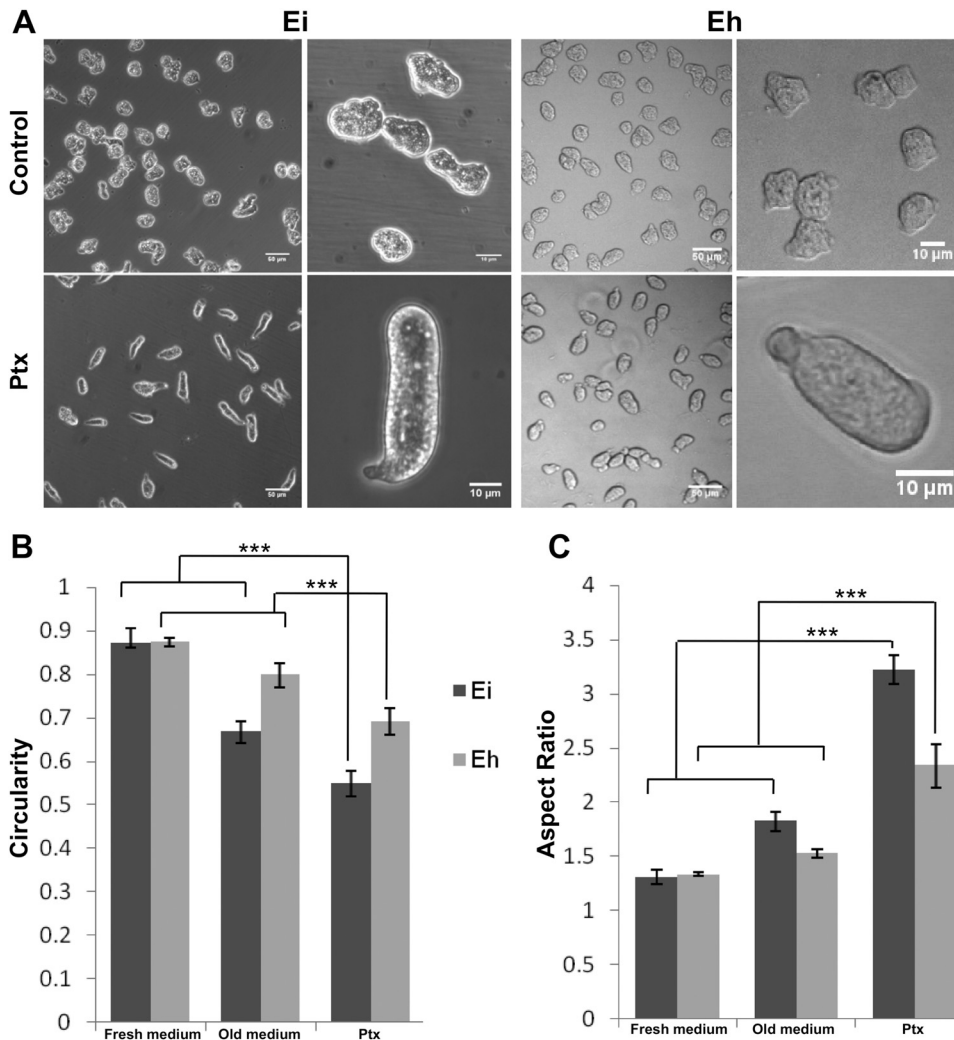 A
Ei
Eh
Control
50 µm
10 µm
50 µm
10 µm
Ptx
50 µm
10 µm
50 µm
10 µm
B
***
***
1
0.9
0.8
0.7
0.6
0.5
0.4
0.3
0.2
0.1
0
Circularity
Fresh medium
Old medium
Ptx
Ei
Eh
C
***
***
4
3.5
3
2.5
2
1.5
1
0.5
0
Aspect Ratio
Fresh medium
Old medium
Ptx